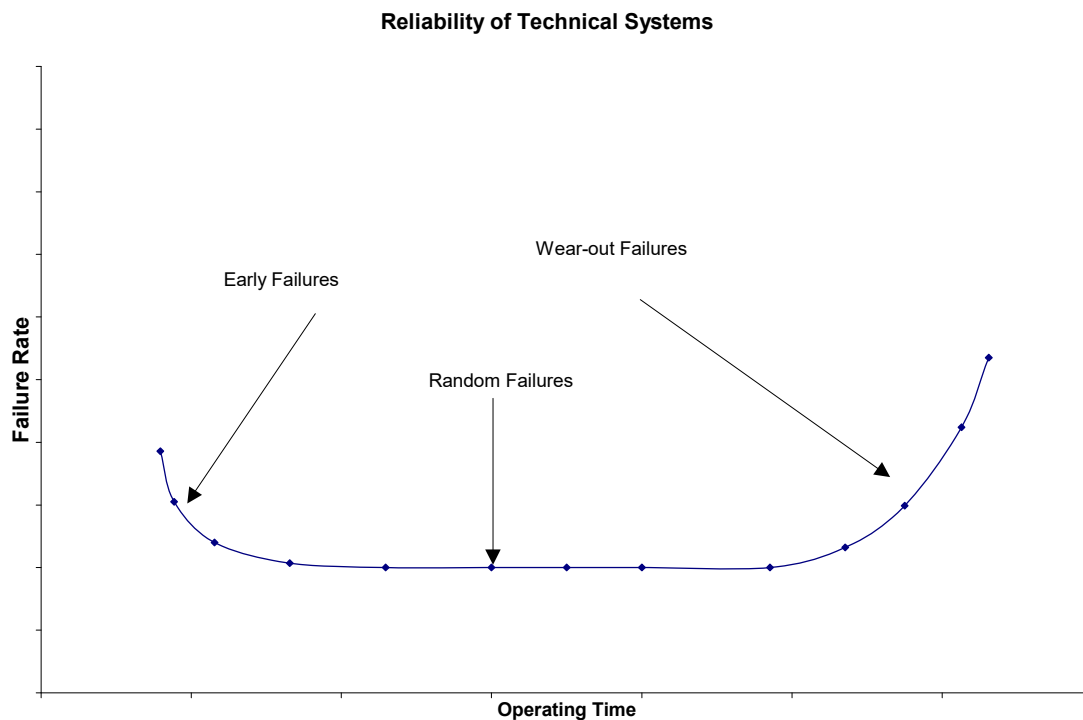 Reliability of Technical Systems
Wear-out Failures
Early Failures
Random Failures
Failure Rate
Operating Time